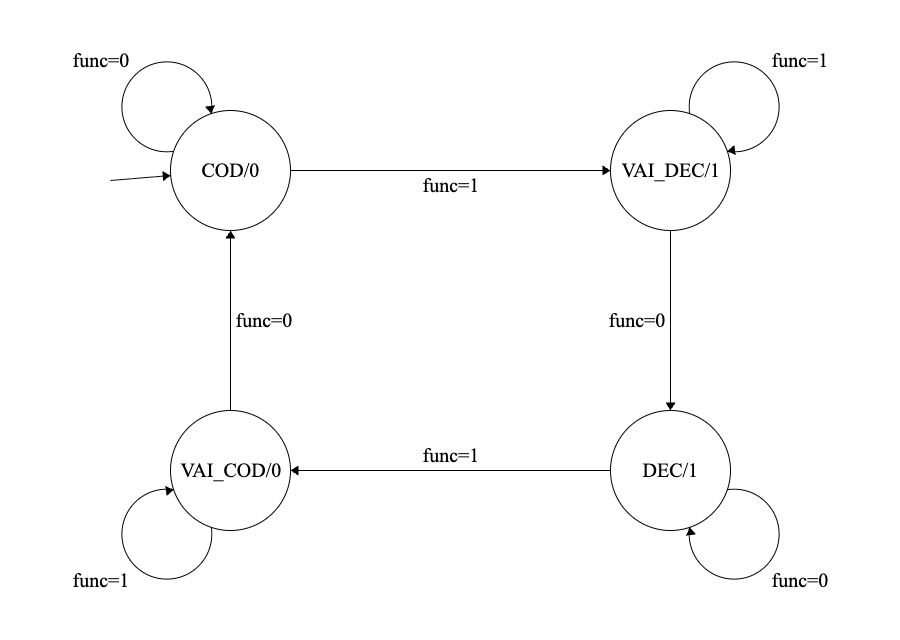 func=0
func=1
COD/0
VAI_DEC/1
func=1
func=0
func=0
func=1
VAI_COD/0
DEC/1
func=1
func=0